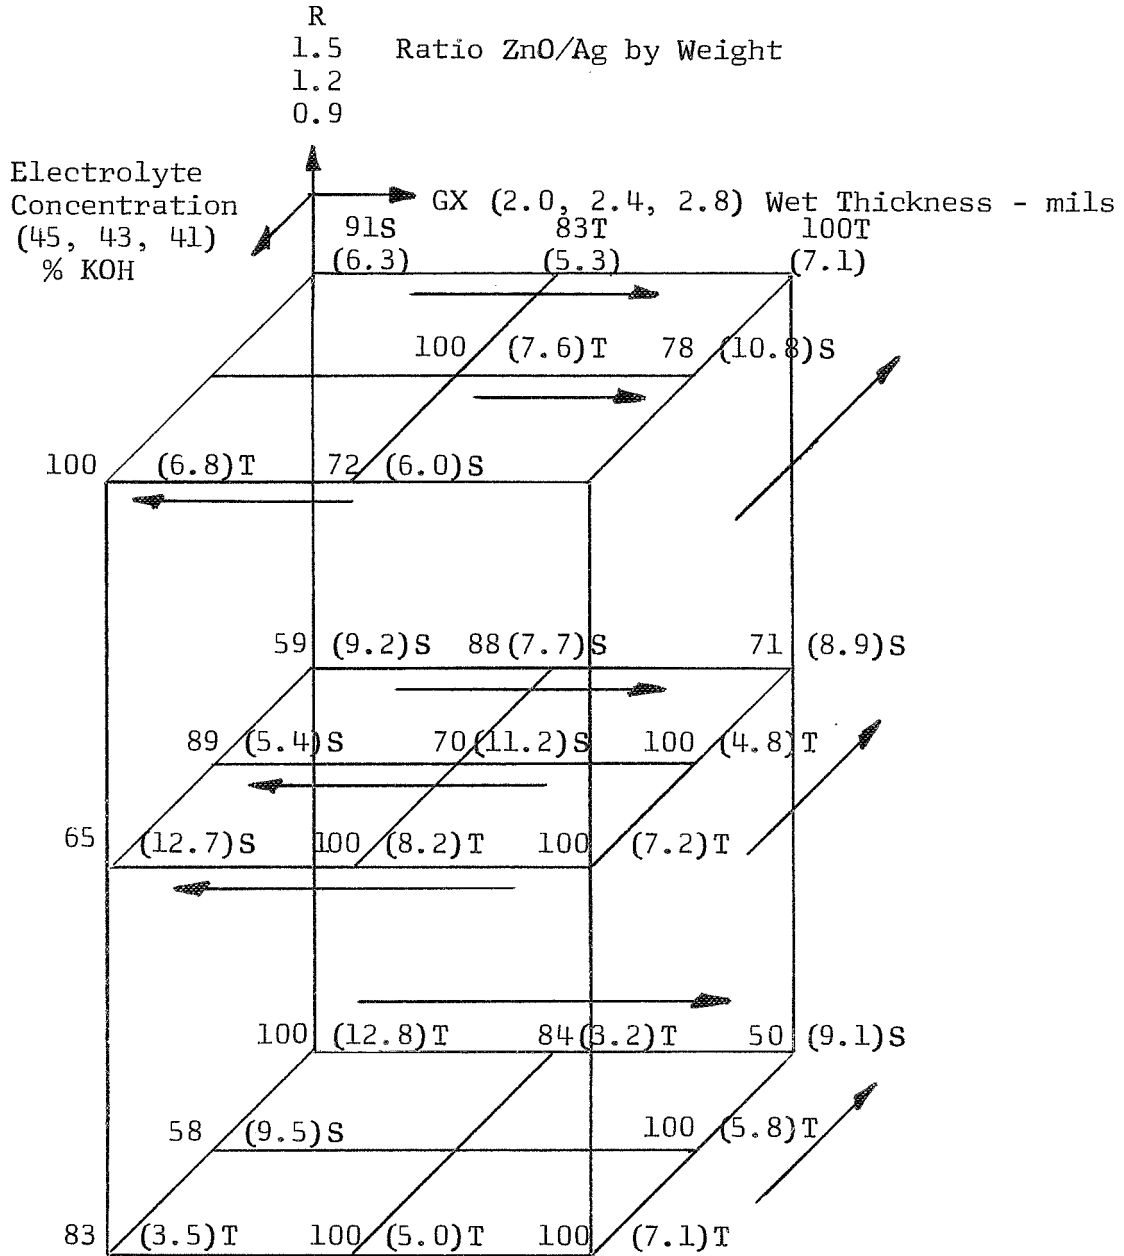 R
1.5 Ratio ZnO/Ag by Weight
1.2
0.9
Electrolyte
Concentration
(45, 43, 41)
% KOH
GX (2.0, 2.4, 2.8) Wet Thickness - mils
91S 83T 100T
(6.3) (5.3) (7.1)
100 (7.6)T 78 (10.8)S
100 (6.8)T 72 (6.0)S
59 (9.2)S 88(7.7)S 71 (8.9)S
89 (5.4)S 70(11.2)S 100 (4.8)T
65 (12.7)S 100 (8.2)T 100 (7.2)T
100 (12.8)T 84(3.2)T 50 (9.1)S
58 (9.5)S 100 (5.8)T
83 (3.5)T 100 (5.0)T 100 (7.1)T